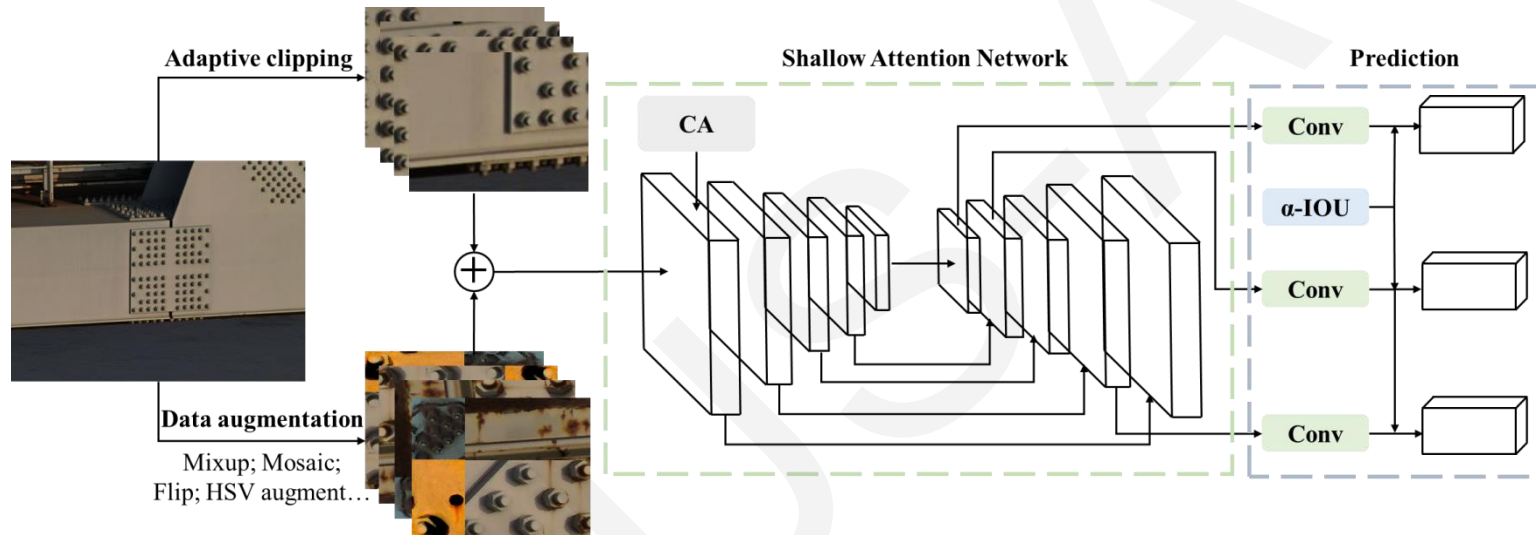 Adaptive clipping
Shallow Attention Network
Prediction
CA
Conv
α-IOU
Conv
Data augmentation
Conv
Mixup; Mosaic;
Flip; HSV augment…